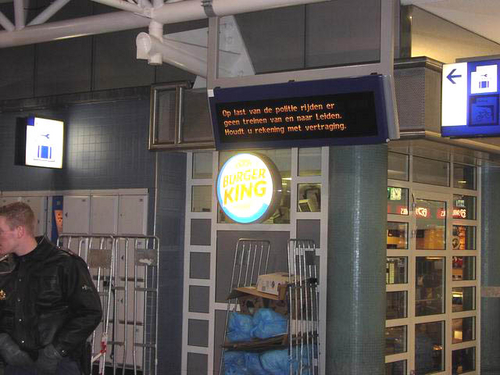 Op last van de politie rijden er
geen treinen van en naar Leiden.
Houdt u rekening met vertraging.
BURGER
KING